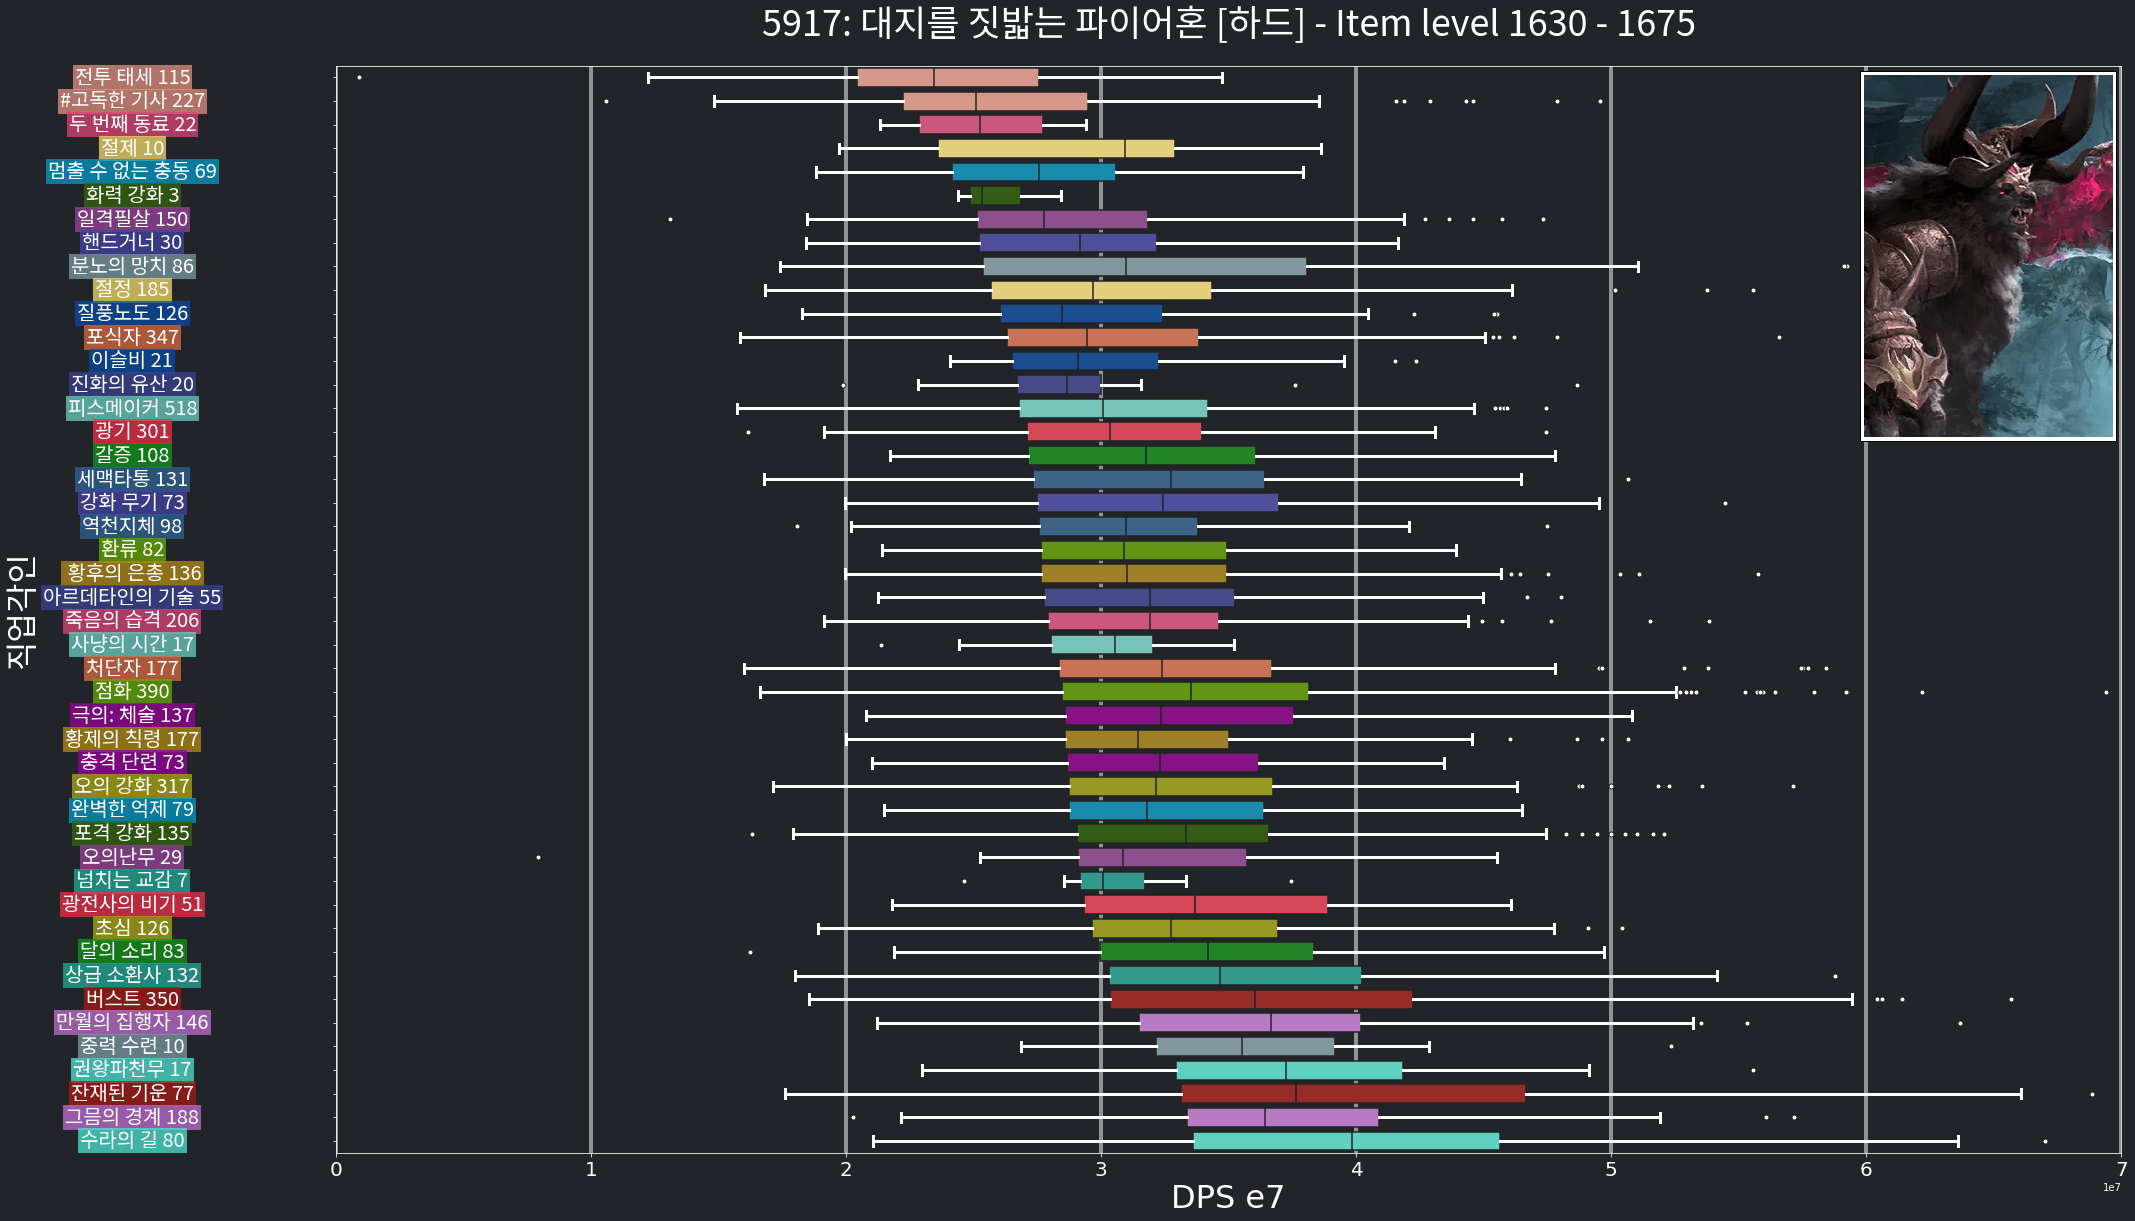 5917: 대지를 짓밟는 파이어혼 [하드] - Item level 1630 - 1675
직업각인
전투 태세 115
#고독한 기사 227
두 번째 동료 22
절제 10
멈출 수 없는 충동 69
화력 강화 3
일격필살 150
핸드거너 30
분노의 망치 86
절정 185
질풍노도 126
포식자 347
이슬비 21
진화의 유산 20
피스메이커 518
광기 301
갈증 108
세맥타통 131
강화 무기 73
역천지체 98
환류 82
황후의 은총 136
아르데타인의 기술 55
죽음의 습격 206
사냥의 시간 17
처단자 177
점화 390
극의: 체술 137
황제의 칙령 177
충격 단련 73
오의 강화 317
완벽한 억제 79
포격 강화 135
오의난무 29
넘치는 교감 7
광전사의 비기 51
초심 126
달의 소리 83
상급 소환사 132
버스트 350
만월의 집행자 146
중력 수련 10
권왕파천무 17
잔재된 기운 77
그믐의 경계 188
수라의 길 80
0 1 2 3 4 5 6 7
1e7
DPS e7